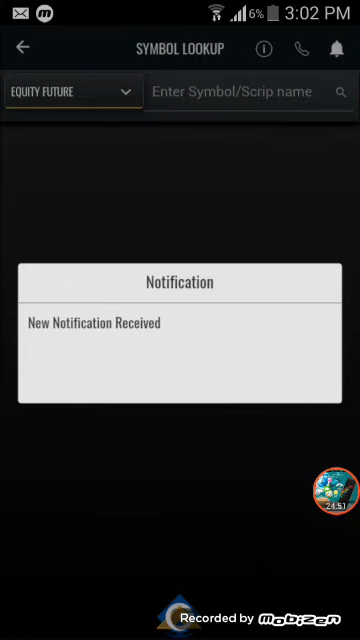 6% 3:02 PM
SYMBOL LOOKUP
EQUITY FUTURE
Enter Symbol/Scrip name
Notification
New Notification Received
24:51
Recorded by Mobizen